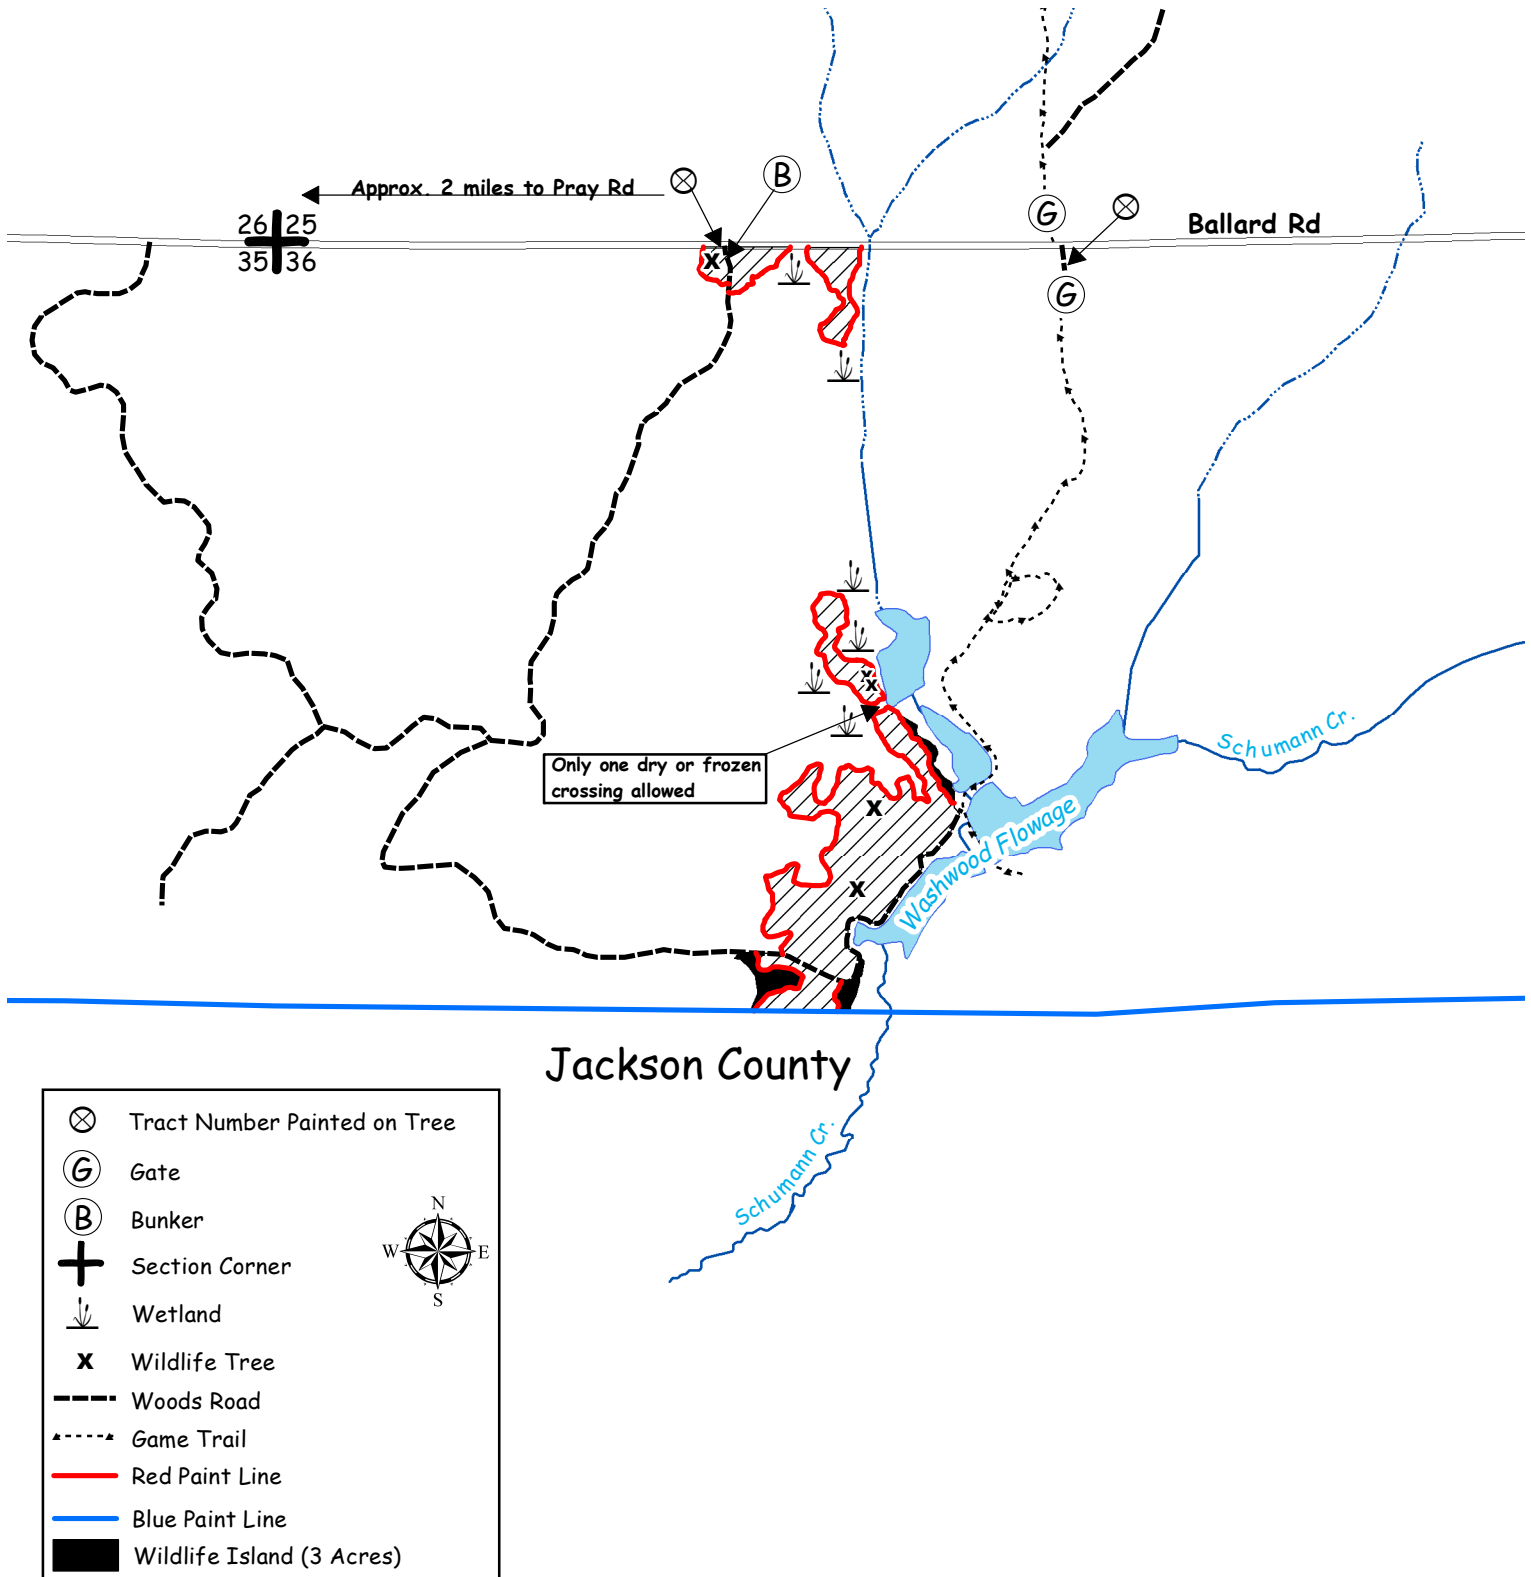 Approx. 2 miles to Pray Rd
B
G
26 25
35 36
Ballard Rd
x
G
x
x
Only one dry or frozen
crossing allowed
Schumann Cr.
x
Washwood Flowage
x
Jackson County
Schumann Cr.
Tract Number Painted on Tree
G Gate
B Bunker
Section Corner
Wetland
x Wildlife Tree
Woods Road
Game Trail
Red Paint Line
Blue Paint Line
Wildlife Island (3 Acres)
N
W E
S